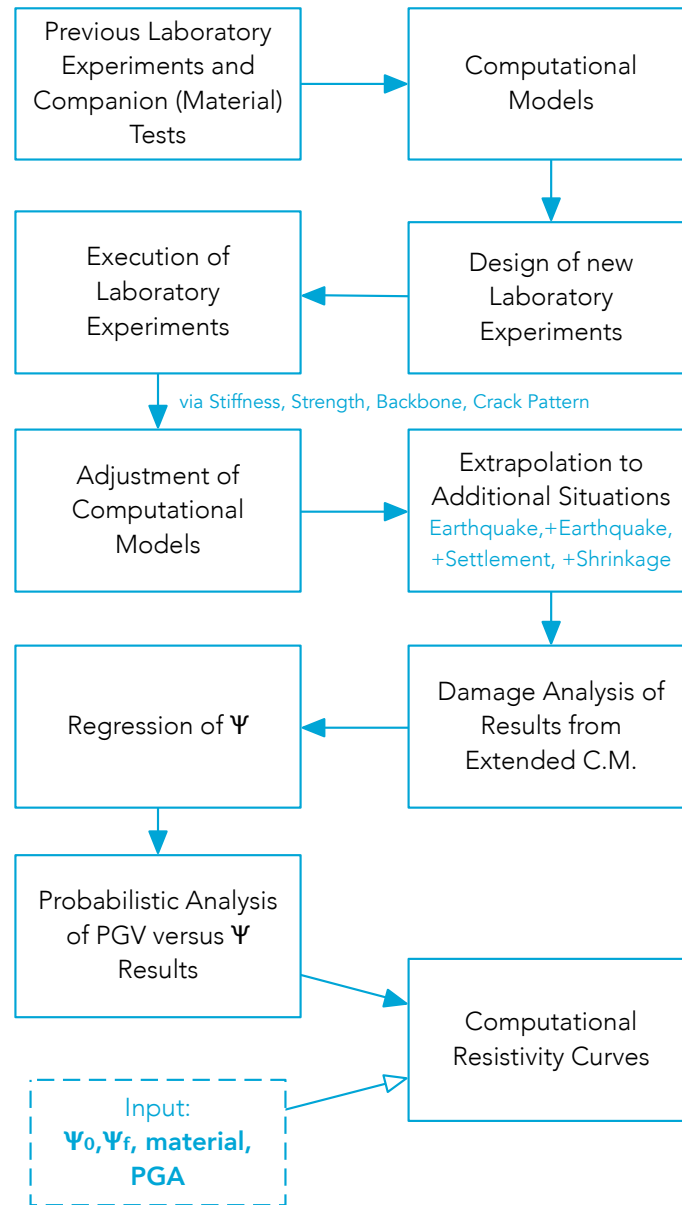 Previous Laboratory
Experiments and
Companion (Material)
Tests
Computational
Models
Design of new
Laboratory
Experiments
Execution of
Laboratory
Experiments
via Stiffness, Strength, Backbone, Crack Pattern
Adjustment of
Computational
Models
Extrapolation to
Additional Situations
Earthquake,+Earthquake,
+Settlement, +Shrinkage
Damage Analysis of
Results from
Extended C.M.
Regression of Ψ
Probabilistic Analysis
of PGV versus Ψ
Results
Computational
Resistivity Curves
Input:
Ψ0,Ψf, material,
PGA